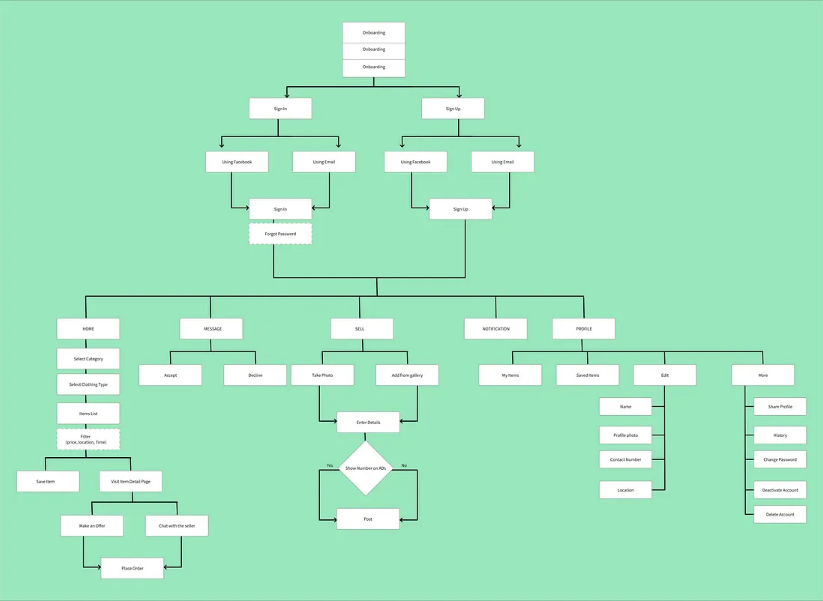 Onboarding
Onboarding
Onboarding
Sign In
Sign Up
Using Facebook
Using Email
Using Facebook
Using Email
Sign In
Sign Up
Forgot Password
HOME
MESSAGE
SELL
NOTIFICATION
PROFILE
Select Category
Accept
Decline
Take Photo
Add from gallery
My Items
Saved Items
Edit
More
Select Clothing Type
Items List
Filter
(price, location, Time)
Enter Details
Name
Share Profile
Profile photo
History
Contact Number
Change Password
Save Item
Visit Item Detail Page
Yes
Show Number on ADs
No
Location
Deactivate Account
Make an Offer
Chat with the seller
Post
Delete Account
Place Order